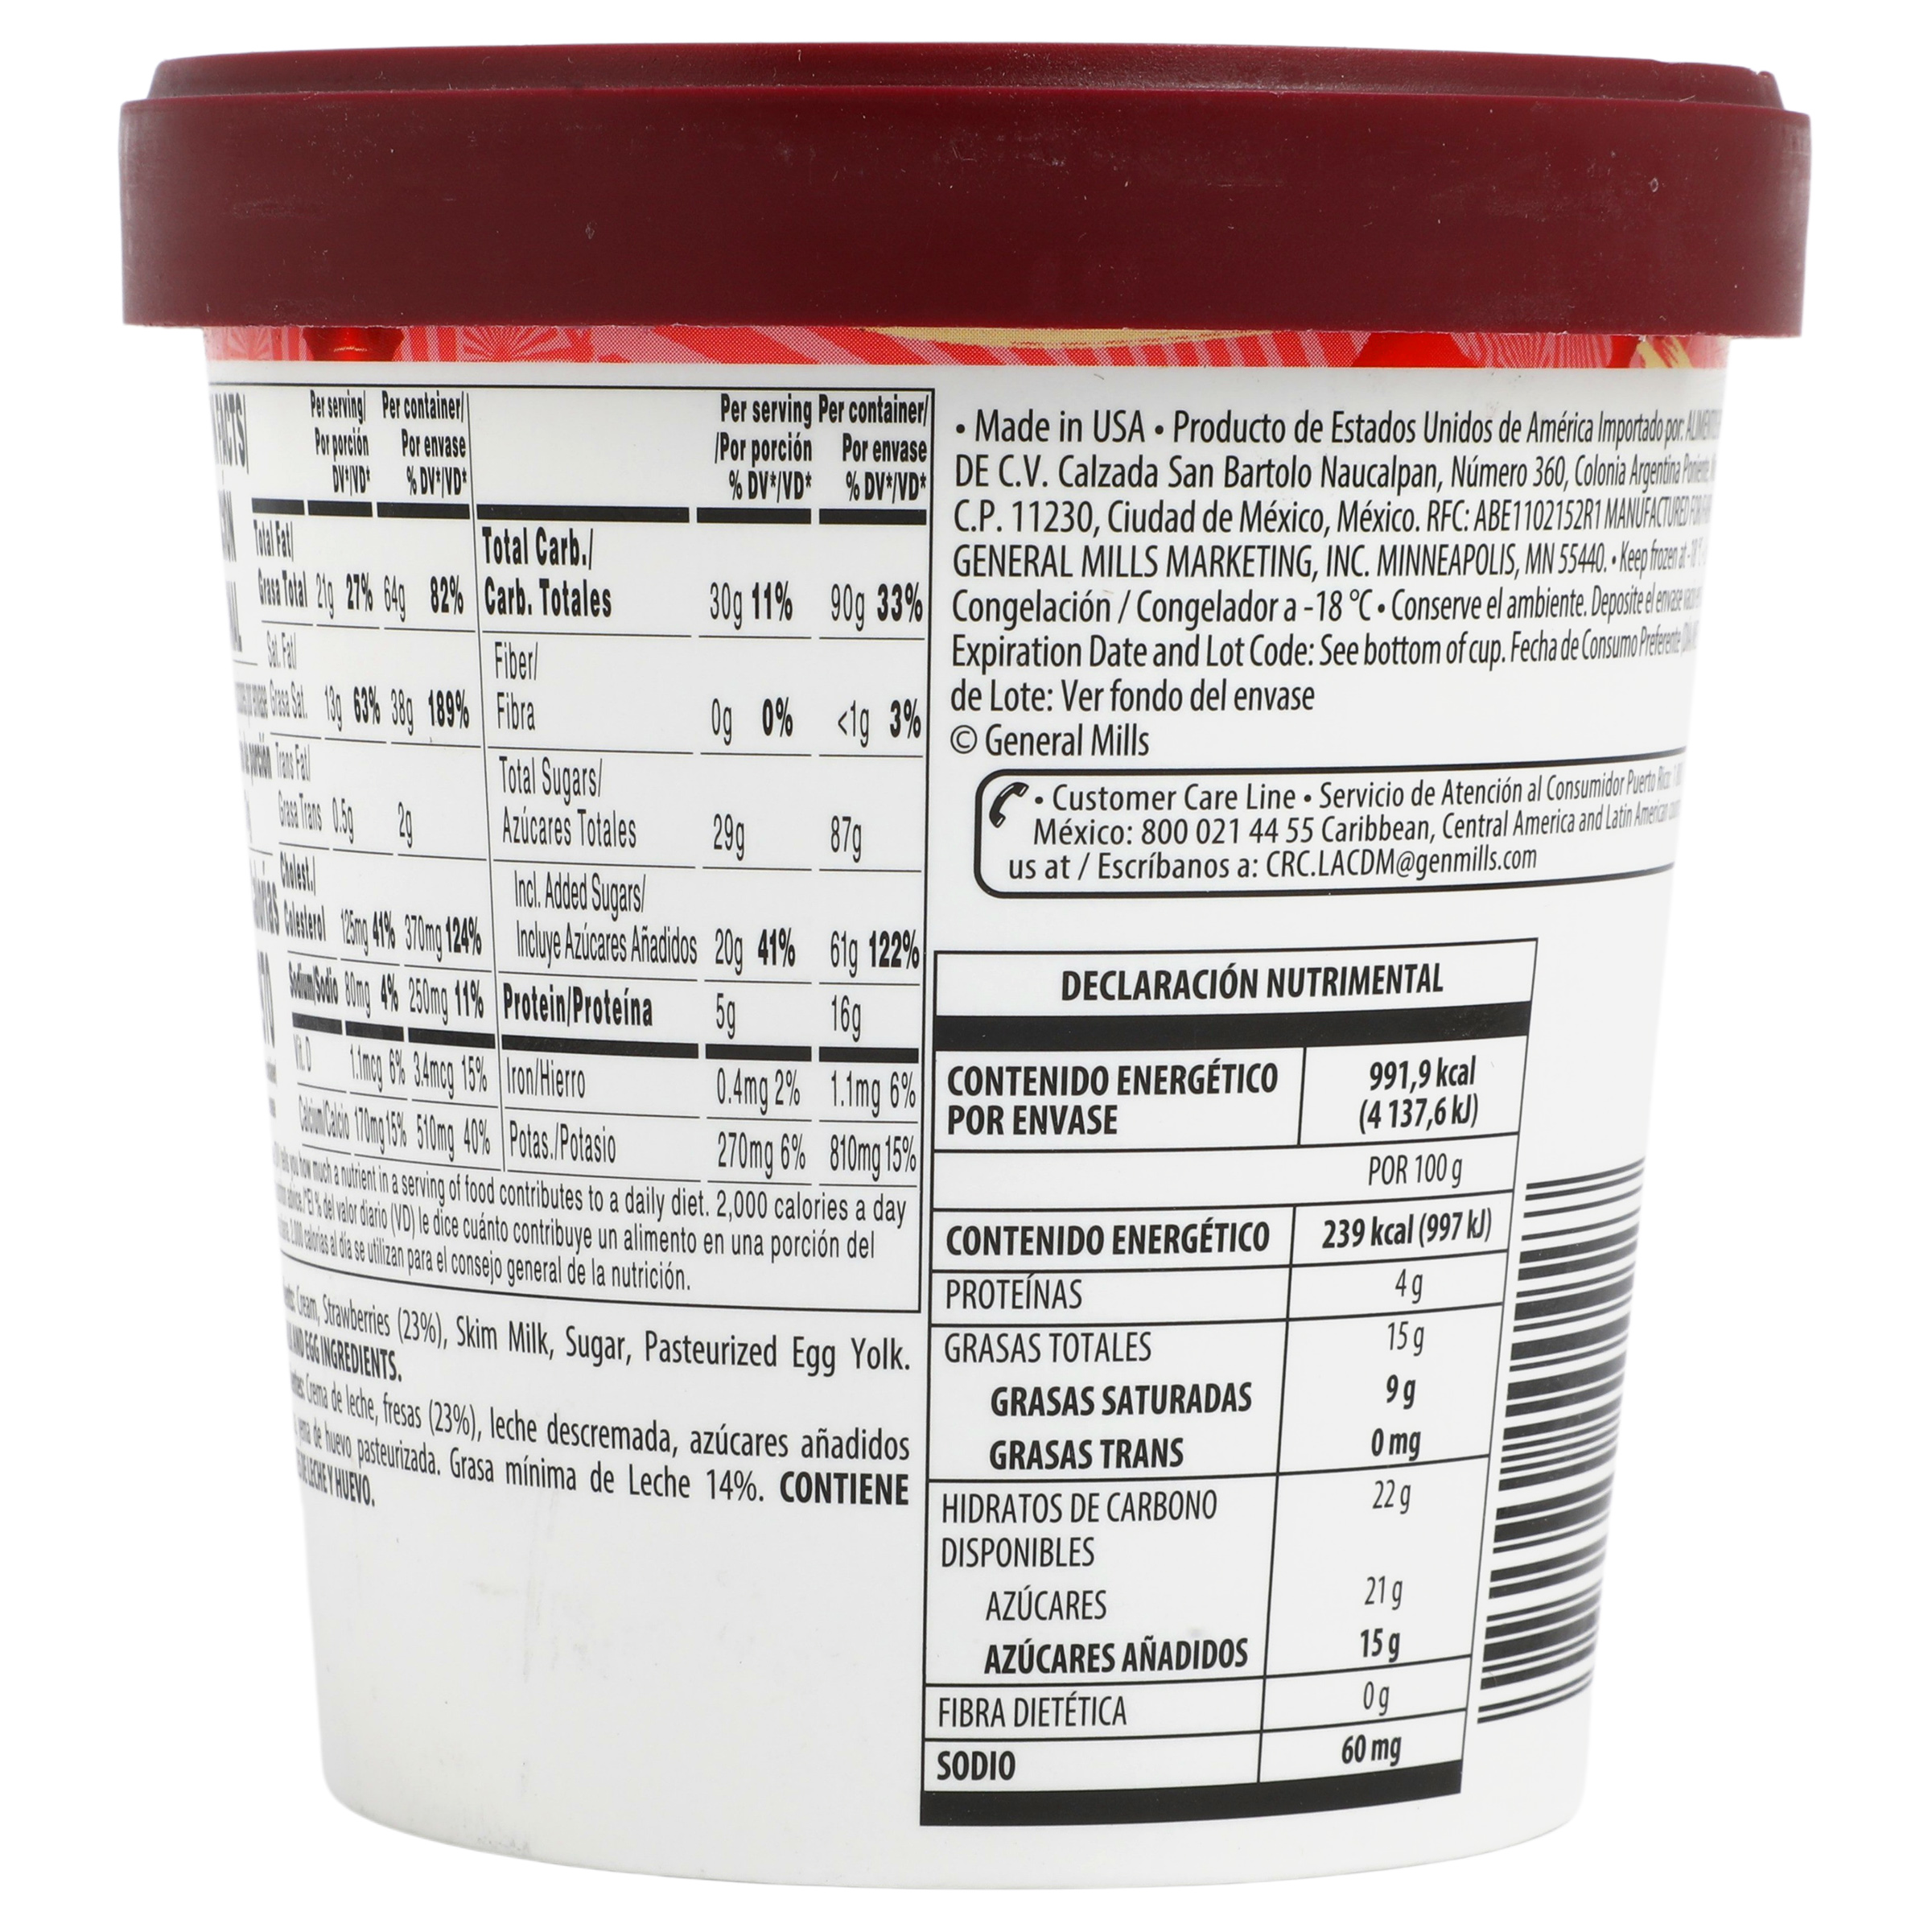 FACTS/
Per serving/ Per container/
Por porción Por envase
DV*/VD* % DV*/VD*
Total Fat/
Grasa Total 21g 27% 64g 82%
Sat. Fat/
Grasa Sat. 13g 63% 38g 189%
Trans Fat/
Grasa Trans 0.5g 2g
Cholest./
Colesterol 125mg 41% 370mg 124%
Sodium/Sodio 80mg 4% 250mg 11%
Vit. D 1.1mcg 6% 3.4mcg 15%
Calcium/Calcio 170mg 15% 510mg 40%
Per serving Per container/
/Por porción Por envase
% DV*/VD* % DV*/VD*
Total Carb./
Carb. Totales 30g 11% 90g 33%
Fiber/
Fibra 0g 0% <1g 3%
Total Sugars/
Azúcares Totales 29g 87g
Incl. Added Sugars/
Incluye Azúcares Añadidos 20g 41% 61g 122%
Protein/Proteína 5g 16g
Iron/Hierro 0.4mg 2% 1.1mg 6%
Potas./Potasio 270mg 6% 810mg 15%
you how much a nutrient in a serving of food contributes to a daily diet. 2,000 calories a day
*El % del valor diario (VD) le dice cuánto contribuye un alimento en una porción del
2,000 calorías al día se utilizan para el consejo general de la nutrición.
Cream, Strawberries (23%), Skim Milk, Sugar, Pasteurized Egg Yolk.
AND EGG INGREDIENTS.
Crema de leche, fresas (23%), leche descremada, azúcares añadidos
yema de huevo pasteurizada. Grasa mínima de Leche 14%. CONTIENE
DE LECHE Y HUEVO.
• Made in USA • Producto de Estados Unidos de América Importado por:
DE C.V. Calzada San Bartolo Naucalpan, Número 360, Colonia Argentina Poniente,
C.P. 11230, Ciudad de México, México. RFC: ABE1102152R1 MANUFACTURED FOR
GENERAL MILLS MARKETING, INC. MINNEAPOLIS, MN 55440. • Keep frozen at
Congelación / Congelador a -18 °C • Conserve el ambiente. Deposite el envase
Expiration Date and Lot Code: See bottom of cup. Fecha de Consumo Preferente
de Lote: Ver fondo del envase
© General Mills
• Customer Care Line • Servicio de Atención al Consumidor Puerto Rico:
México: 800 021 44 55 Caribbean, Central America and Latin American
us at / Escríbanos a: CRC.LACDM@genmills.com
DECLARACIÓN NUTRIMENTAL
CONTENIDO ENERGÉTICO 991,9 kcal
POR ENVASE (4 137,6 kJ)
POR 100 g
CONTENIDO ENERGÉTICO 239 kcal (997 kJ)
PROTEÍNAS 4 g
GRASAS TOTALES 15 g
GRASAS SATURADAS 9 g
GRASAS TRANS 0 mg
HIDRATOS DE CARBONO 22 g
DISPONIBLES
AZÚCARES 21 g
AZÚCARES AÑADIDOS 15 g
FIBRA DIETÉTICA 0 g
SODIO 60 mg